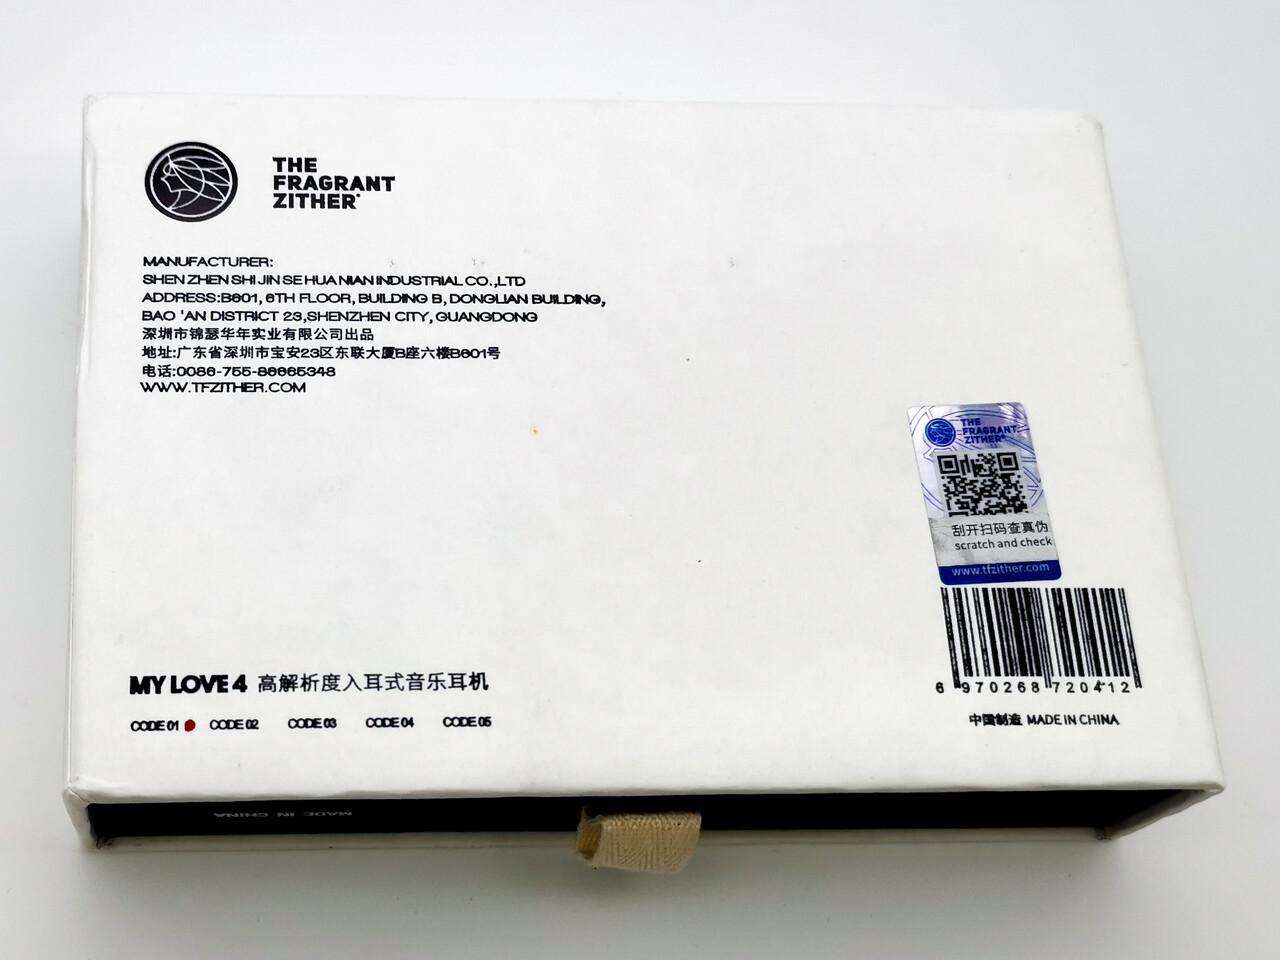 THE
FRAGRANT
ZITHER
MANUFACTURER:
SHEN ZHEN SHI JIN SE HUA NIAN INDUSTRIAL CO.,LTD
ADDRESS:B601, 6TH FLOOR, BUILDING B, DONGLIAN BUILDING,
BAO 'AN DISTRICT 23,SHENZHEN CITY, GUANGDONG
深圳市锦瑟华年实业有限公司出品
地址:广东省深圳市宝安23区东联大厦B座六楼B601号
电话:0086-755-86665348
WWW.TFZITHER.COM
THE
FRAGRANT
ZITHER
刮开扫码查真伪
scratch and check
www.tfzither.com
6 970268 720412
中国制造 MADE IN CHINA
MY LOVE 4 高解析度入耳式音乐耳机
CODE 01 CODE 02 CODE 03 CODE 04 CODE 05
MADE IN CHINA